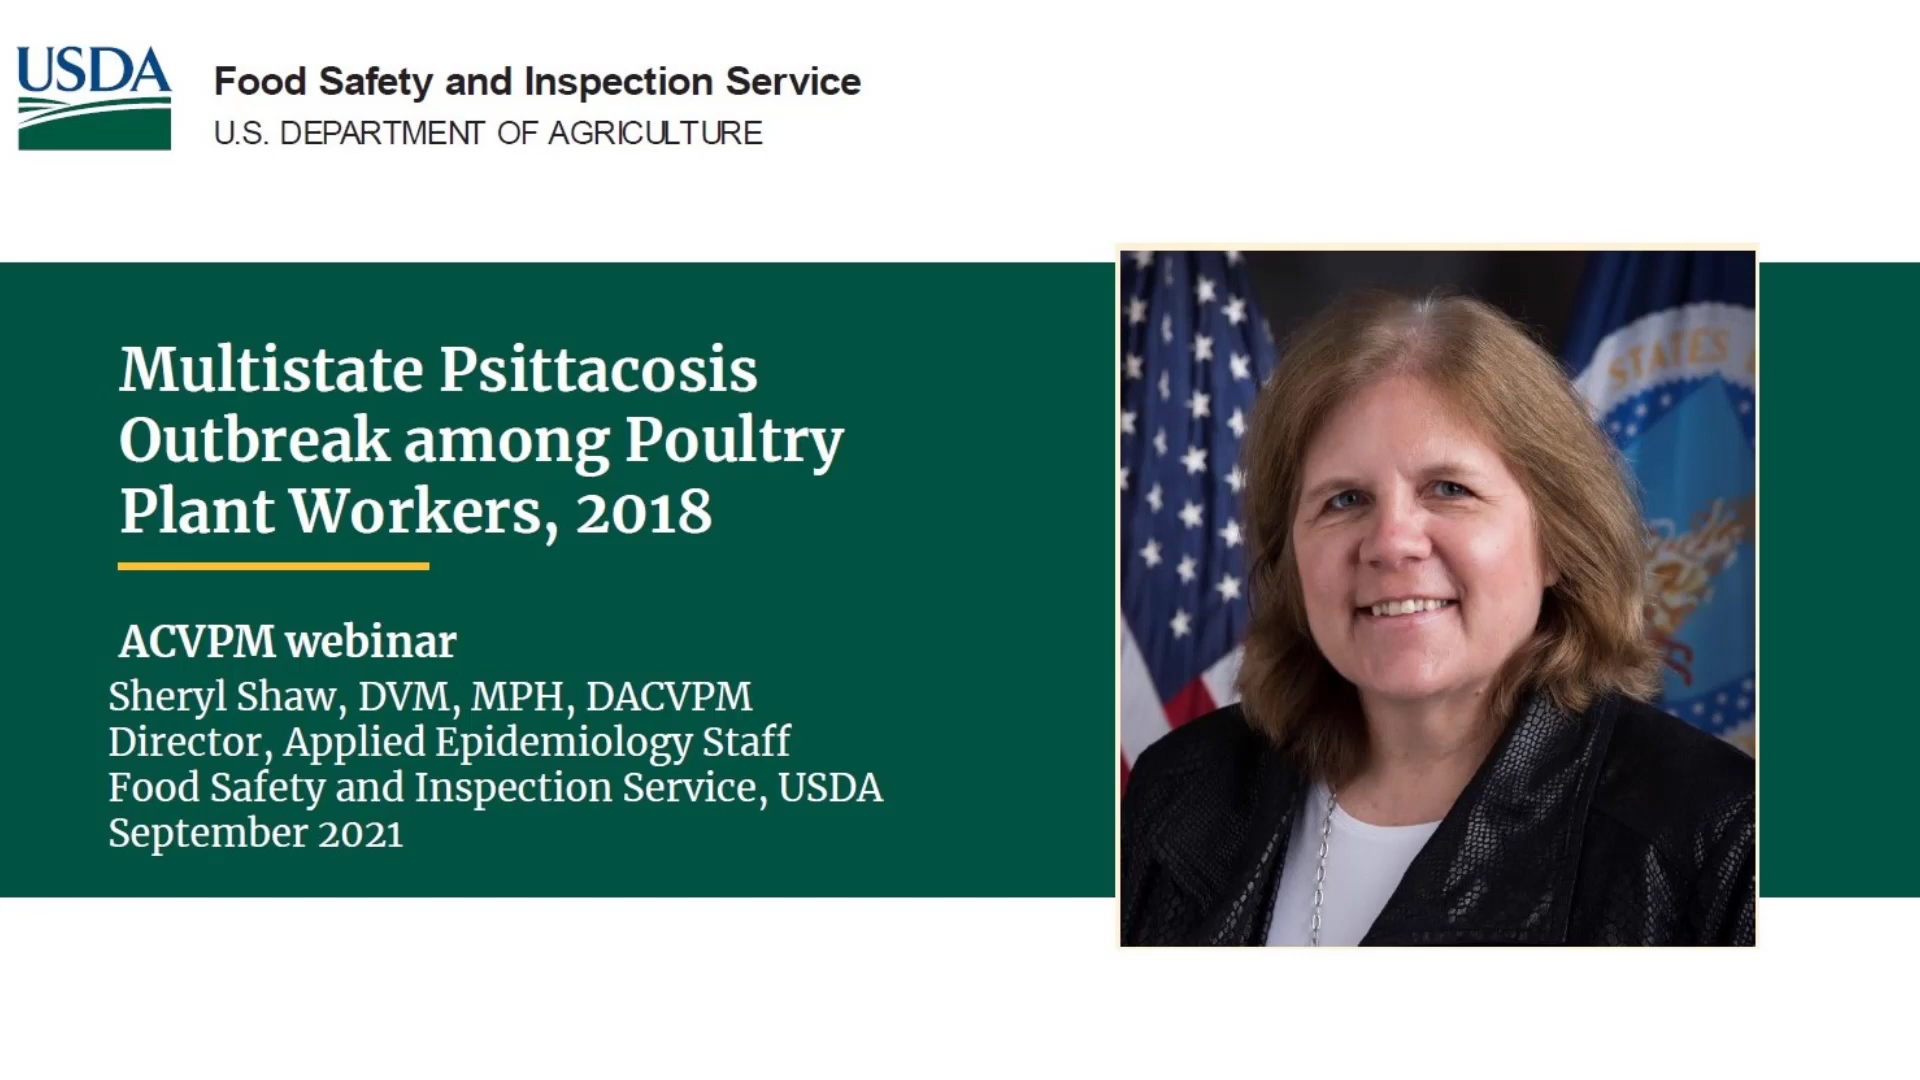 USDA
Food Safety and Inspection Service
U.S. DEPARTMENT OF AGRICULTURE
Multistate Psittacosis
Outbreak among Poultry
Plant Workers, 2018
ACVPM webinar
Sheryl Shaw, DVM, MPH, DACVPM
Director, Applied Epidemiology Staff
Food Safety and Inspection Service, USDA
September 2021
STATES